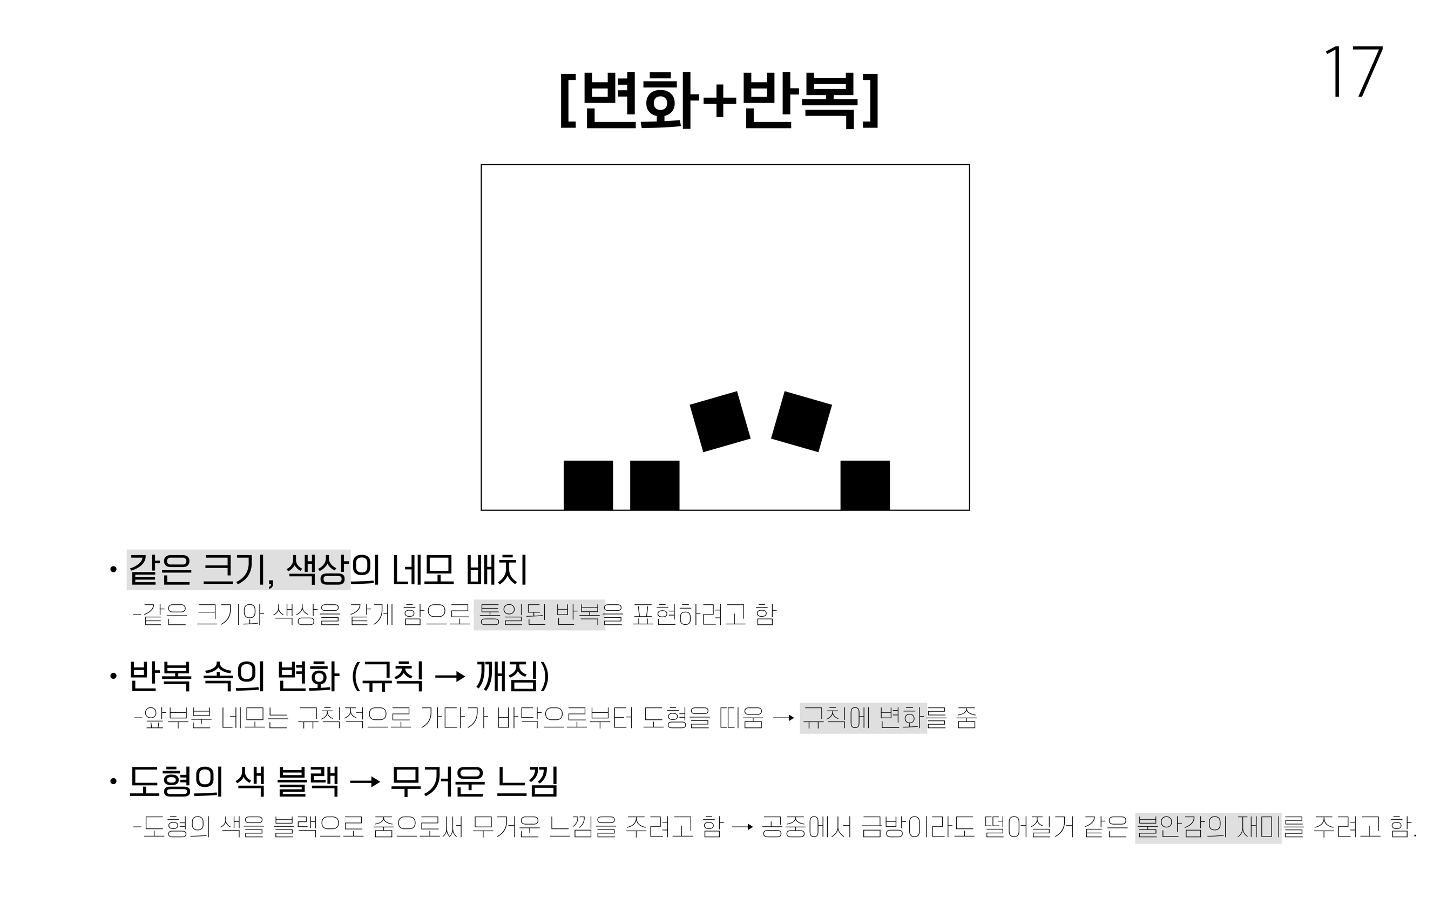 17
[변화+반복]
• 같은 크기, 색상의 네모 배치
-같은 크기와 색상을 같게 함으로 통일된 반복을 표현하려고 함
• 반복 속의 변화 (규칙 → 깨짐)
-앞부분 네모는 규칙적으로 가다가 바닥으로부터 도형을 띠움 → 규칙에 변화를 줌
• 도형의 색 블랙 → 무거운 느낌
-도형의 색을 블랙으로 줌으로써 무거운 느낌을 주려고 함 → 공중에서 금방이라도 떨어질거 같은 불안감의 재미를 주려고 함.